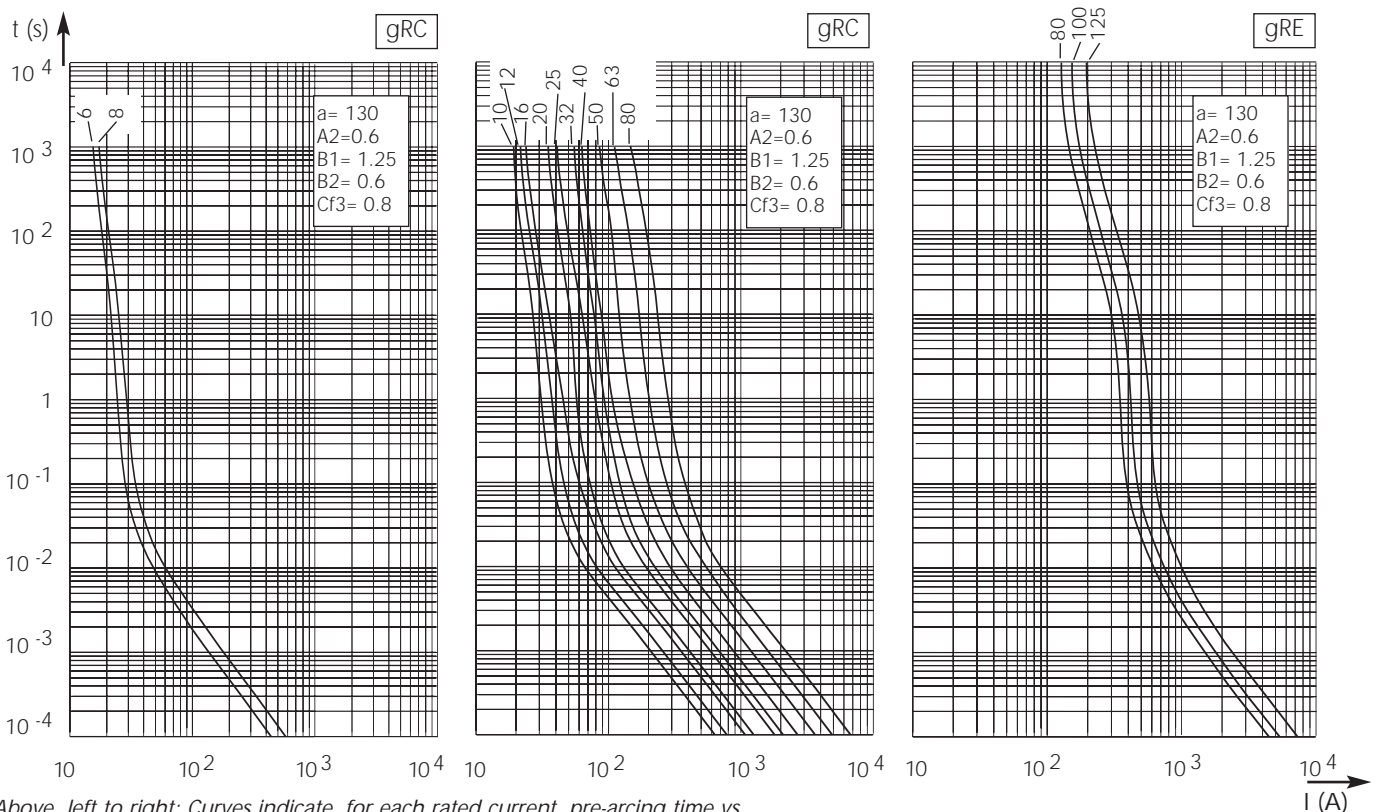 t (s)
gRC
gRC
gRE
10 4
10 3
10 2
10
1
10 -1
10 -2
10 -3
10 -4
6
8
a= 130
A2=0.6
B1= 1.25
B2= 0.6
Cf3= 0.8
10
12
16
20
25
32
40
50
63
80
a= 130
A2=0.6
B1= 1.25
B2= 0.6
Cf3= 0.8
80
100
125
a= 130
A2=0.6
B1= 1.25
B2= 0.6
Cf3= 0.8
10 10 2 10 3 10 4
10 10 2 10 3 10 4
10 10 2 10 3 10 4
I (A)
Above, left to right: Curves indicate, for each rated current, pre-arcing time vs.